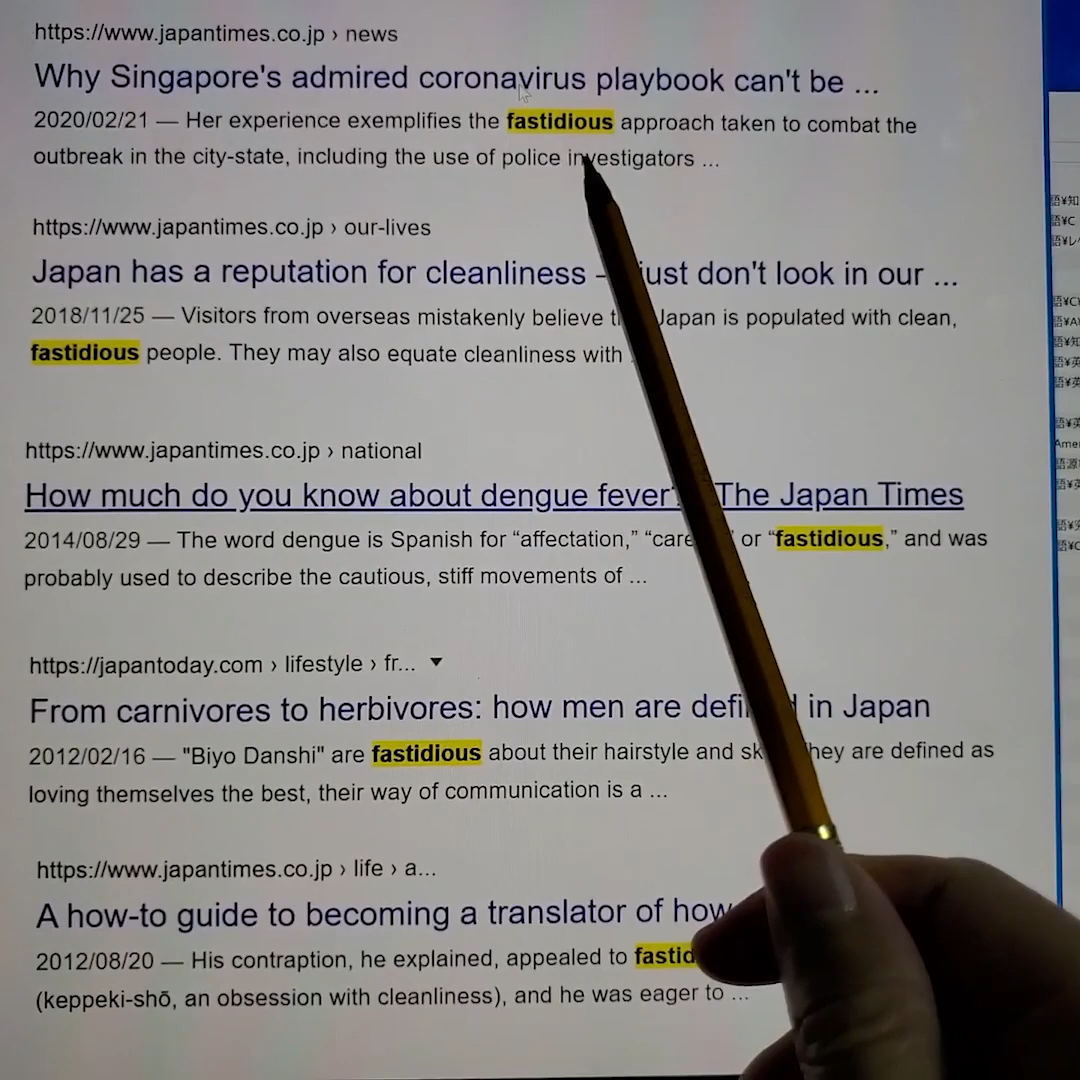 https://www.japantimes.co.jp › news
Why Singapore's admired coronavirus playbook can't be ...
2020/02/21 — Her experience exemplifies the fastidious approach taken to combat the
outbreak in the city-state, including the use of police investigators ...
https://www.japantimes.co.jp › our-lives
Japan has a reputation for cleanliness - just don't look in our ...
2018/11/25 — Visitors from overseas mistakenly believe Japan is populated with clean,
fastidious people. They may also equate cleanliness with
https://www.japantimes.co.jp › national
How much do you know about dengue fever? The Japan Times
2014/08/29 — The word dengue is Spanish for “affectation,” “care or “fastidious,” and was
probably used to describe the cautious, stiff movements of ...
https://japantoday.com › lifestyle › fr... ▼
From carnivores to herbivores: how men are defi in Japan
2012/02/16 — "Biyo Danshi" are fastidious about their hairstyle and sk They are defined as
loving themselves the best, their way of communication is a ...
https://www.japantimes.co.jp › life › a...
A how-to guide to becoming a translator of how
2012/08/20 — His contraption, he explained, appealed to fastid
(keppeki-shō, an obsession with cleanliness), and he was eager to ...